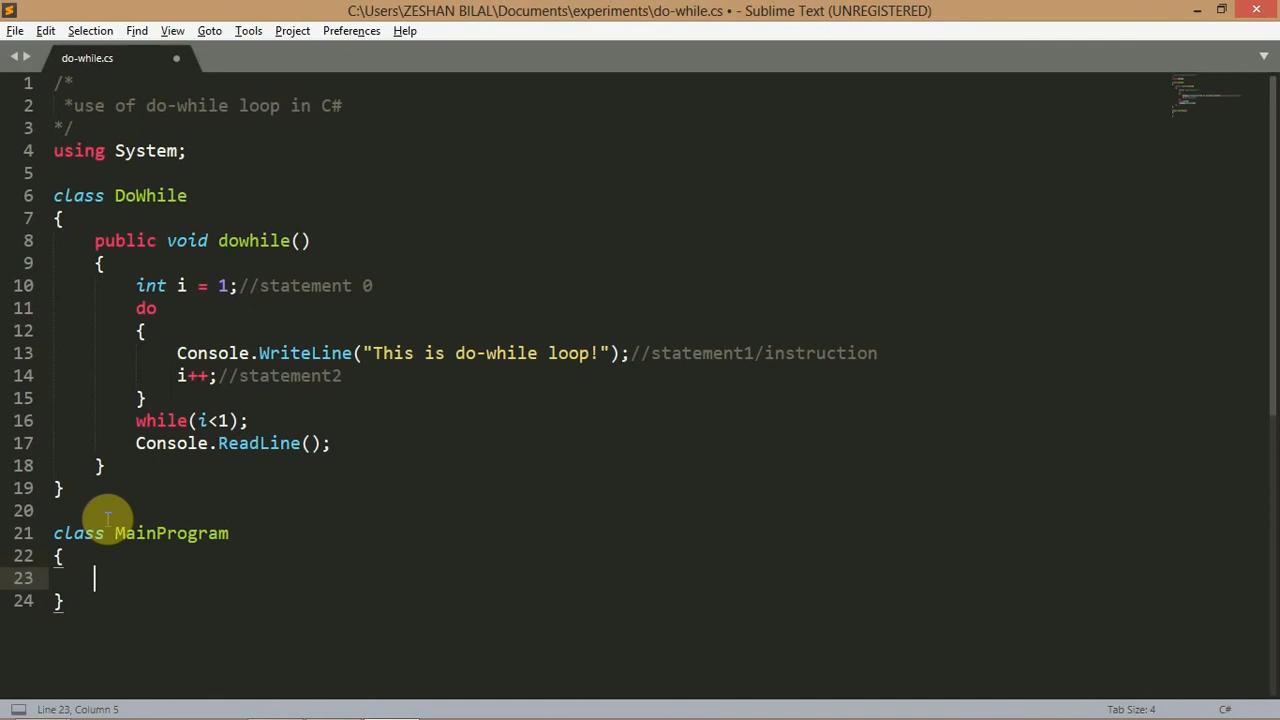 C:\Users\ZESHAN BILAL\Documents\experiments\do-while.cs • - Sublime Text (UNREGISTERED)
File Edit Selection Find View Goto Tools Project Preferences Help
do-while.cs
1 /*
2 *use of do-while loop in C#
3 */
4 using System;
5
6 class DoWhile
7 {
8 public void dowhile()
9 {
10 int i = 1;//statement 0
11 do
12 {
13 Console.WriteLine("This is do-while loop!");//statement1/instruction
14 i++;//statement2
15 }
16 while(i<1);
17 Console.ReadLine();
18 }
19 }
20
21 class MainProgram
22 {
23
24 }
Line 23, Column 5 Tab Size: 4 C#